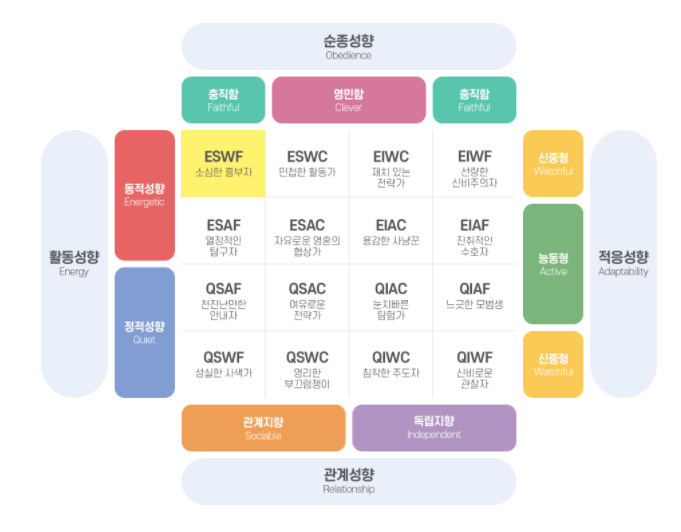 순종성향
Obedience
충직함
Faithful
영민함
Clever
충직함
Faithful
활동성향
Energy
동적성향
Energetic
정적성향
Quiet
ESWF
소심한 흥부자
ESWC
민첩한 활동가
EIWC
재치 있는
전략가
EIWF
선량한
신비주의자
ESAF
열정적인
탐구자
ESAC
자유로운 영혼의
협상가
EIAC
용감한 사냥꾼
EIAF
진취적인
수호자
QSAF
천진난만한
안내자
QSAC
여유로운
전략가
QIAC
눈치빠른
탐험가
QIAF
느긋한 모범생
QSWF
성실한 사색가
QSWC
영리한
부끄럼쟁이
QIWC
침착한 주도자
QIWF
신비로운
관찰자
신중형
Watchful
능동형
Active
신중형
Watchful
적응성향
Adaptability
관계지향
Sociable
독립지향
Independent
관계성향
Relationship